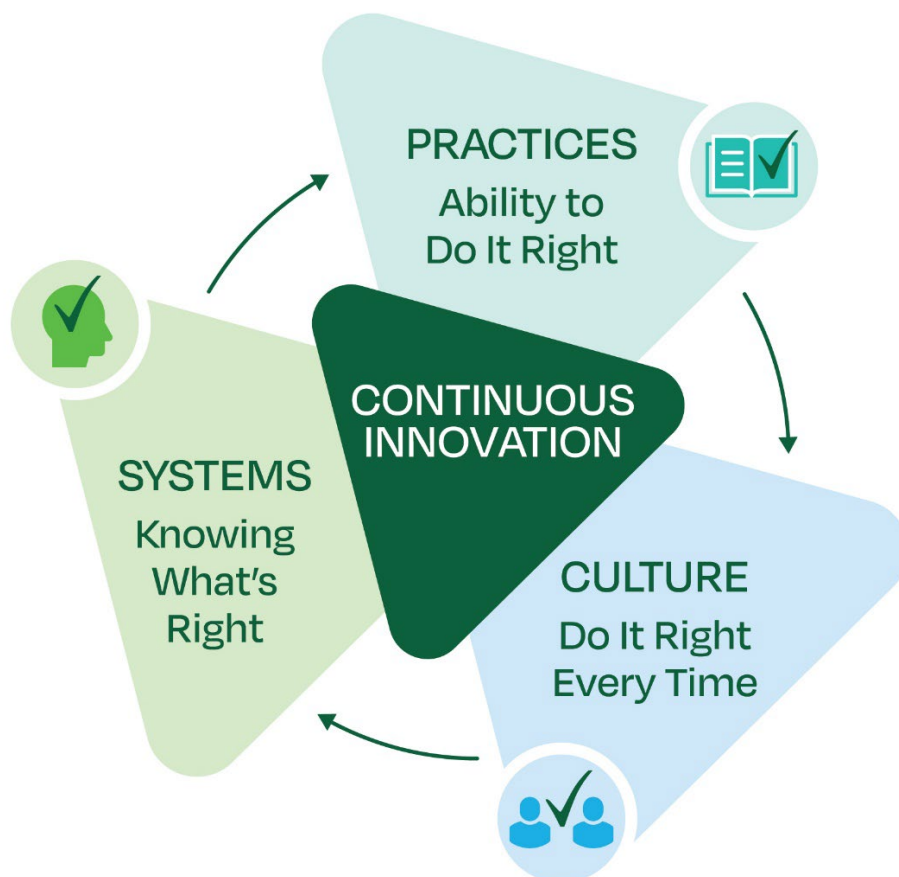 PRACTICES
Ability to
Do It Right
CONTINUOUS
INNOVATION
SYSTEMS
Knowing
What's
Right
CULTURE
Do It Right
Every Time